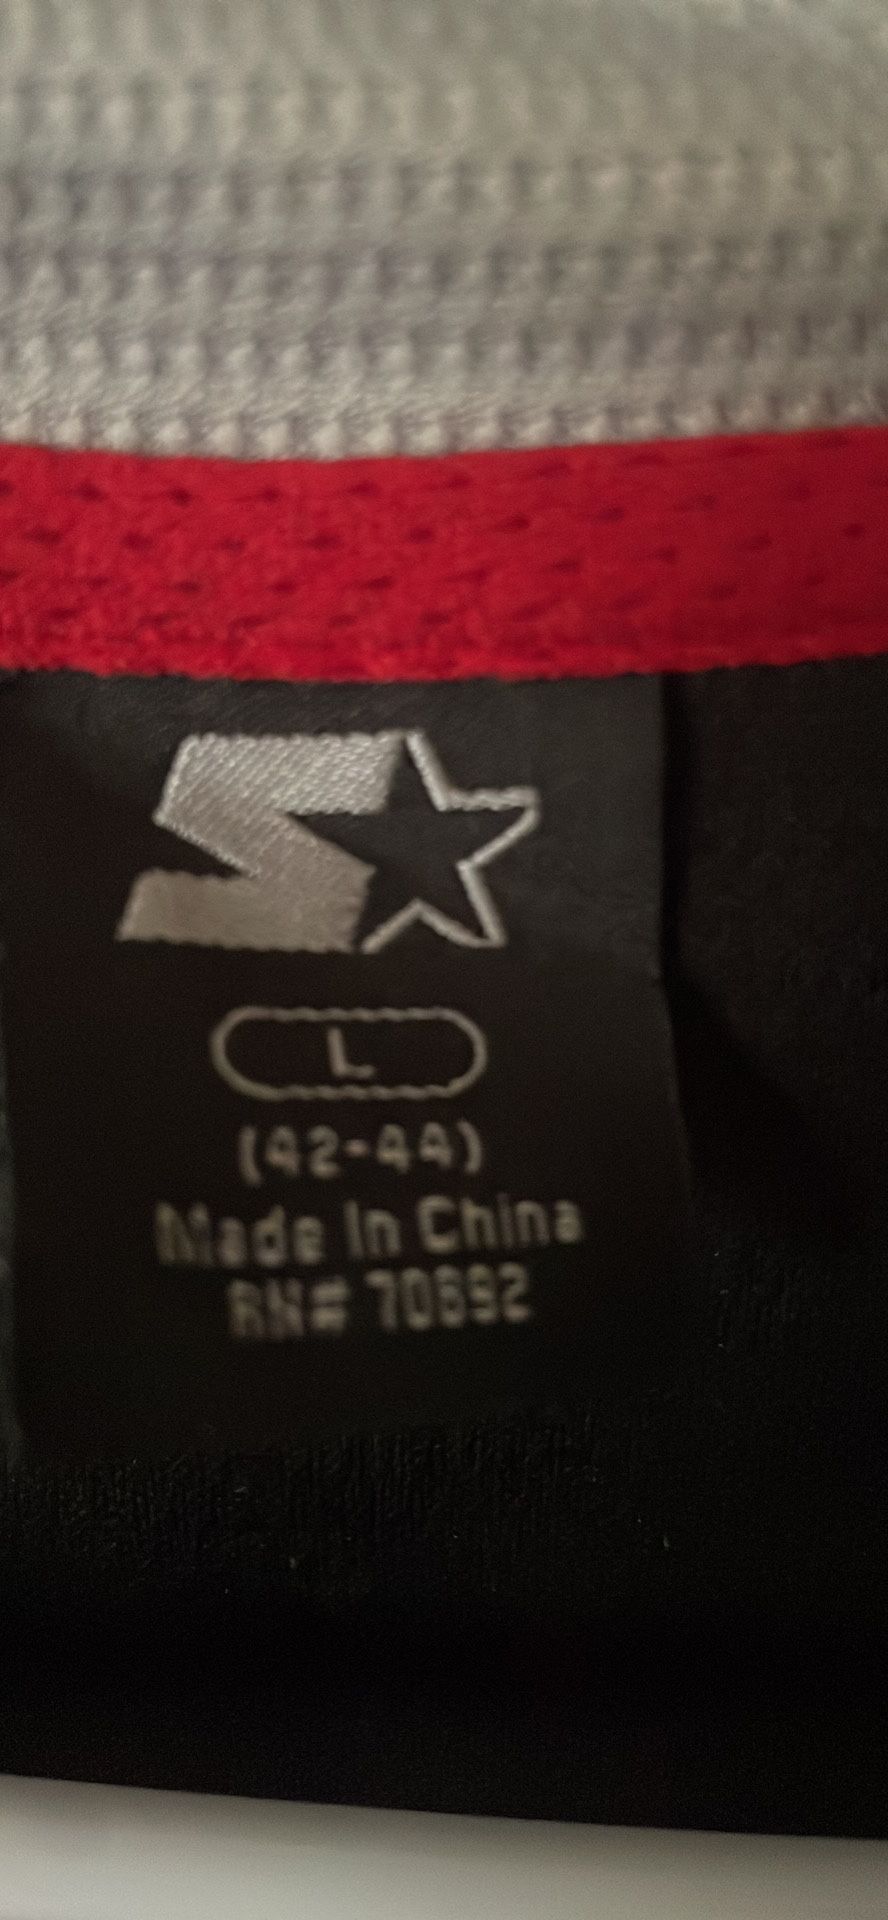 L
(42-44)
Made In China
RN# 70692